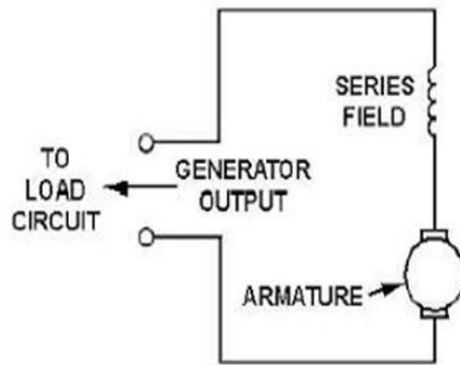 SERIES
FIELD
TO
LOAD
CIRCUIT
GENERATOR
OUTPUT
ARMATURE